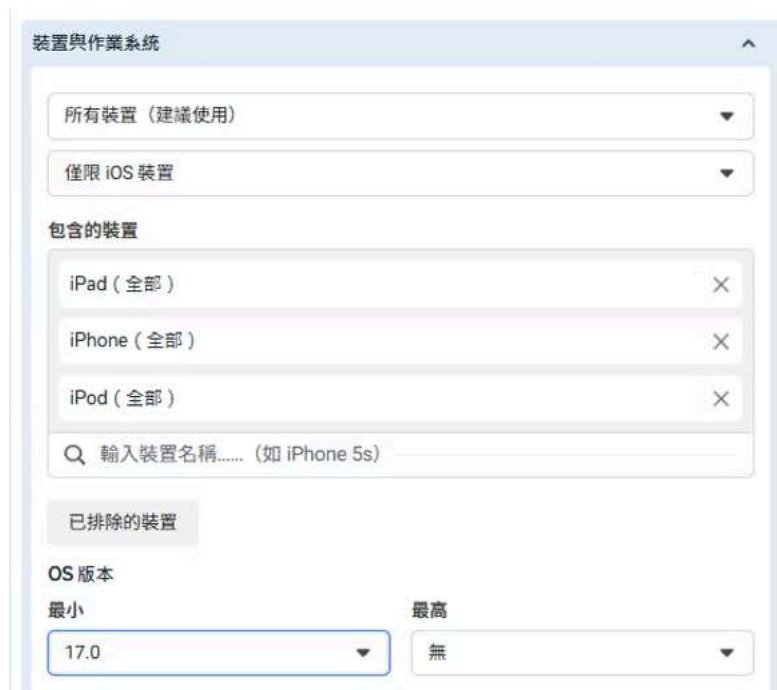 裝置與作業系統
所有裝置（建議使用）
僅限 iOS 裝置
包含的裝置
iPad ( 全部 )
iPhone ( 全部 )
iPod ( 全部 )
輸入裝置名稱......（如 iPhone 5s）
已排除的裝置
OS 版本
最小 最高
17.0 無